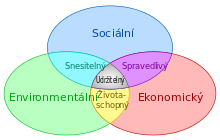 Sociální
Snesitelný
Spravedlivý
Udržitelný
Environmentální
Ekonomický
Života-
schopný